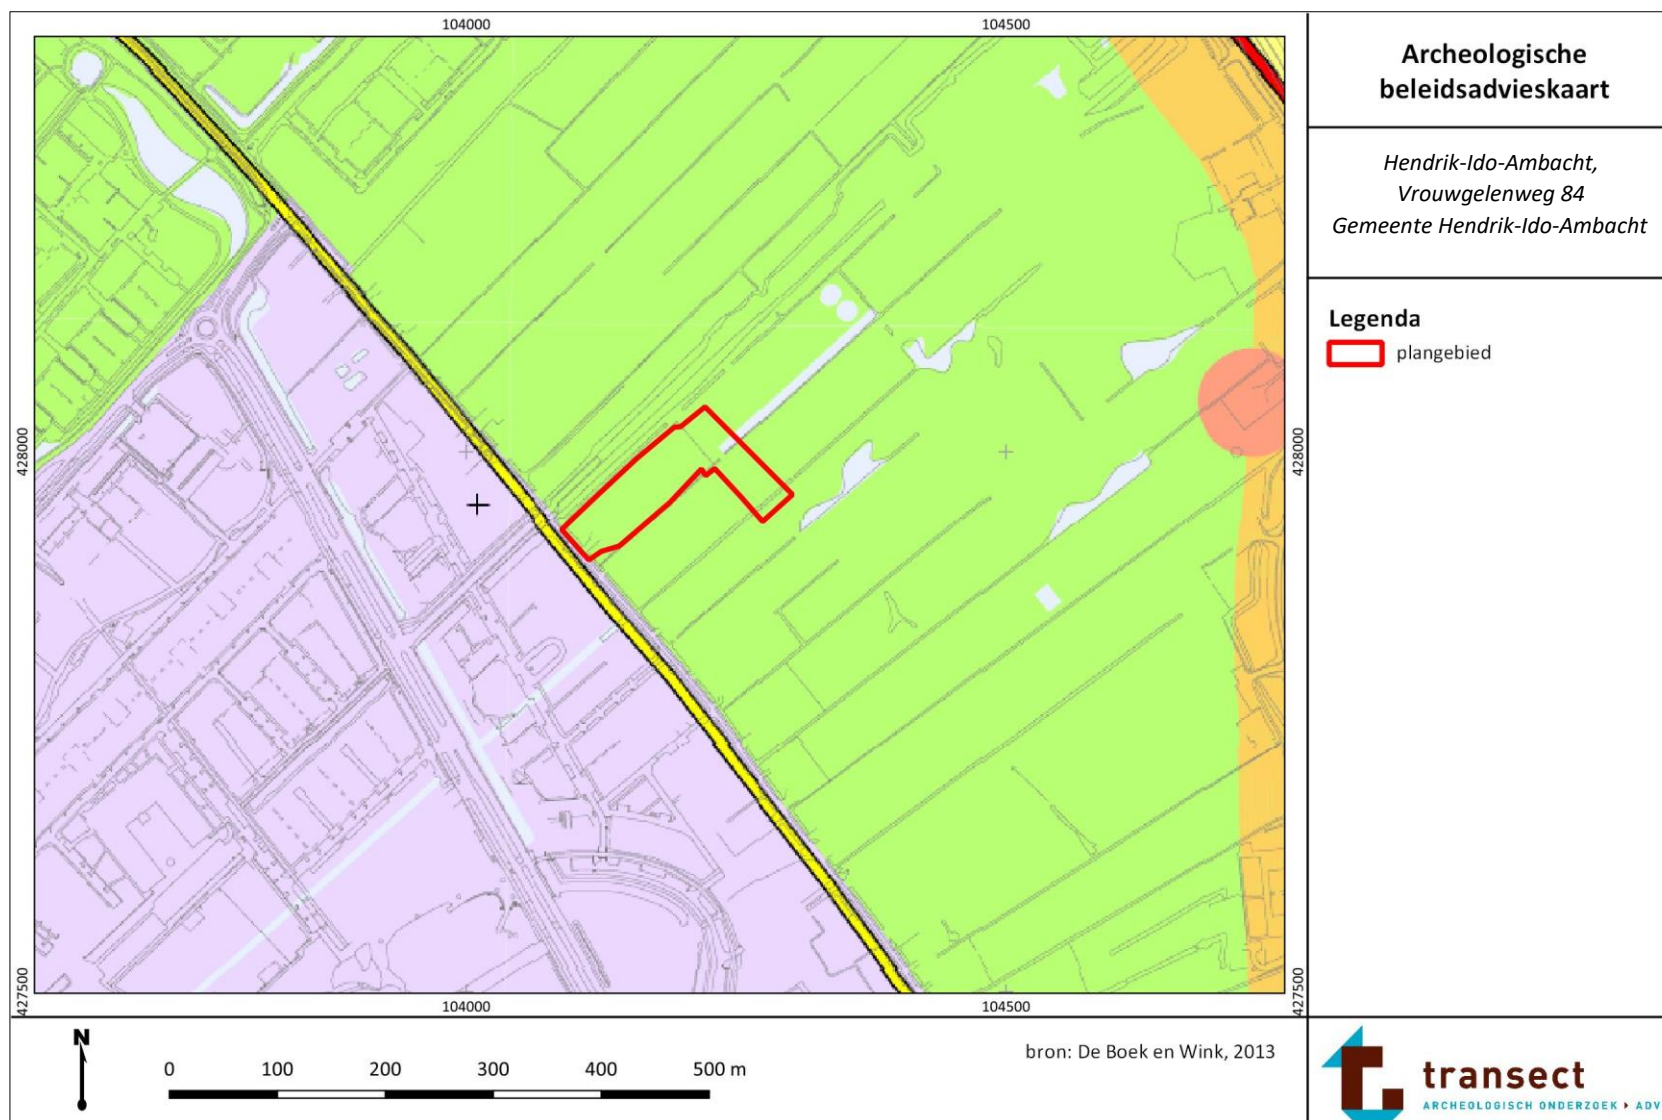 104000
104500
Archeologische
beleidsadvieskaart
Hendrik-Ido-Ambacht,
Vrouwgelenweg 84
Gemeente Hendrik-Ido-Ambacht
Legenda
plangebied
428000
428000
427500
427500
104000
104500
N
0 100 200 300 400 500 m
bron: De Boek en Wink, 2013
transect
ARCHEOLOGISCH ONDERZOEK ADV